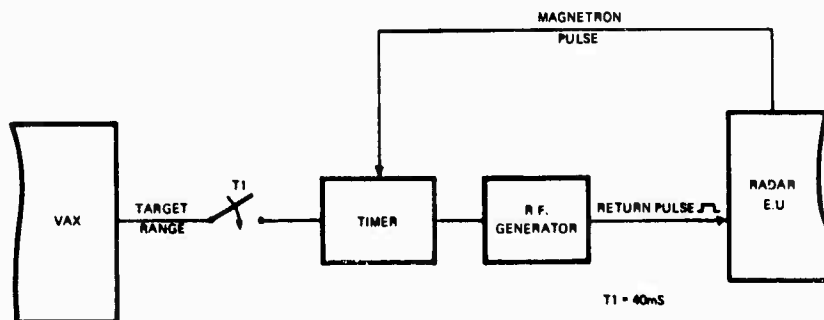 MAGNETRON
PULSE
VAX
TARGET
RANGE
T1
TIMER
R F.
GENERATOR
RETURN PULSE
RADAR
E.U
T1 = 40mS